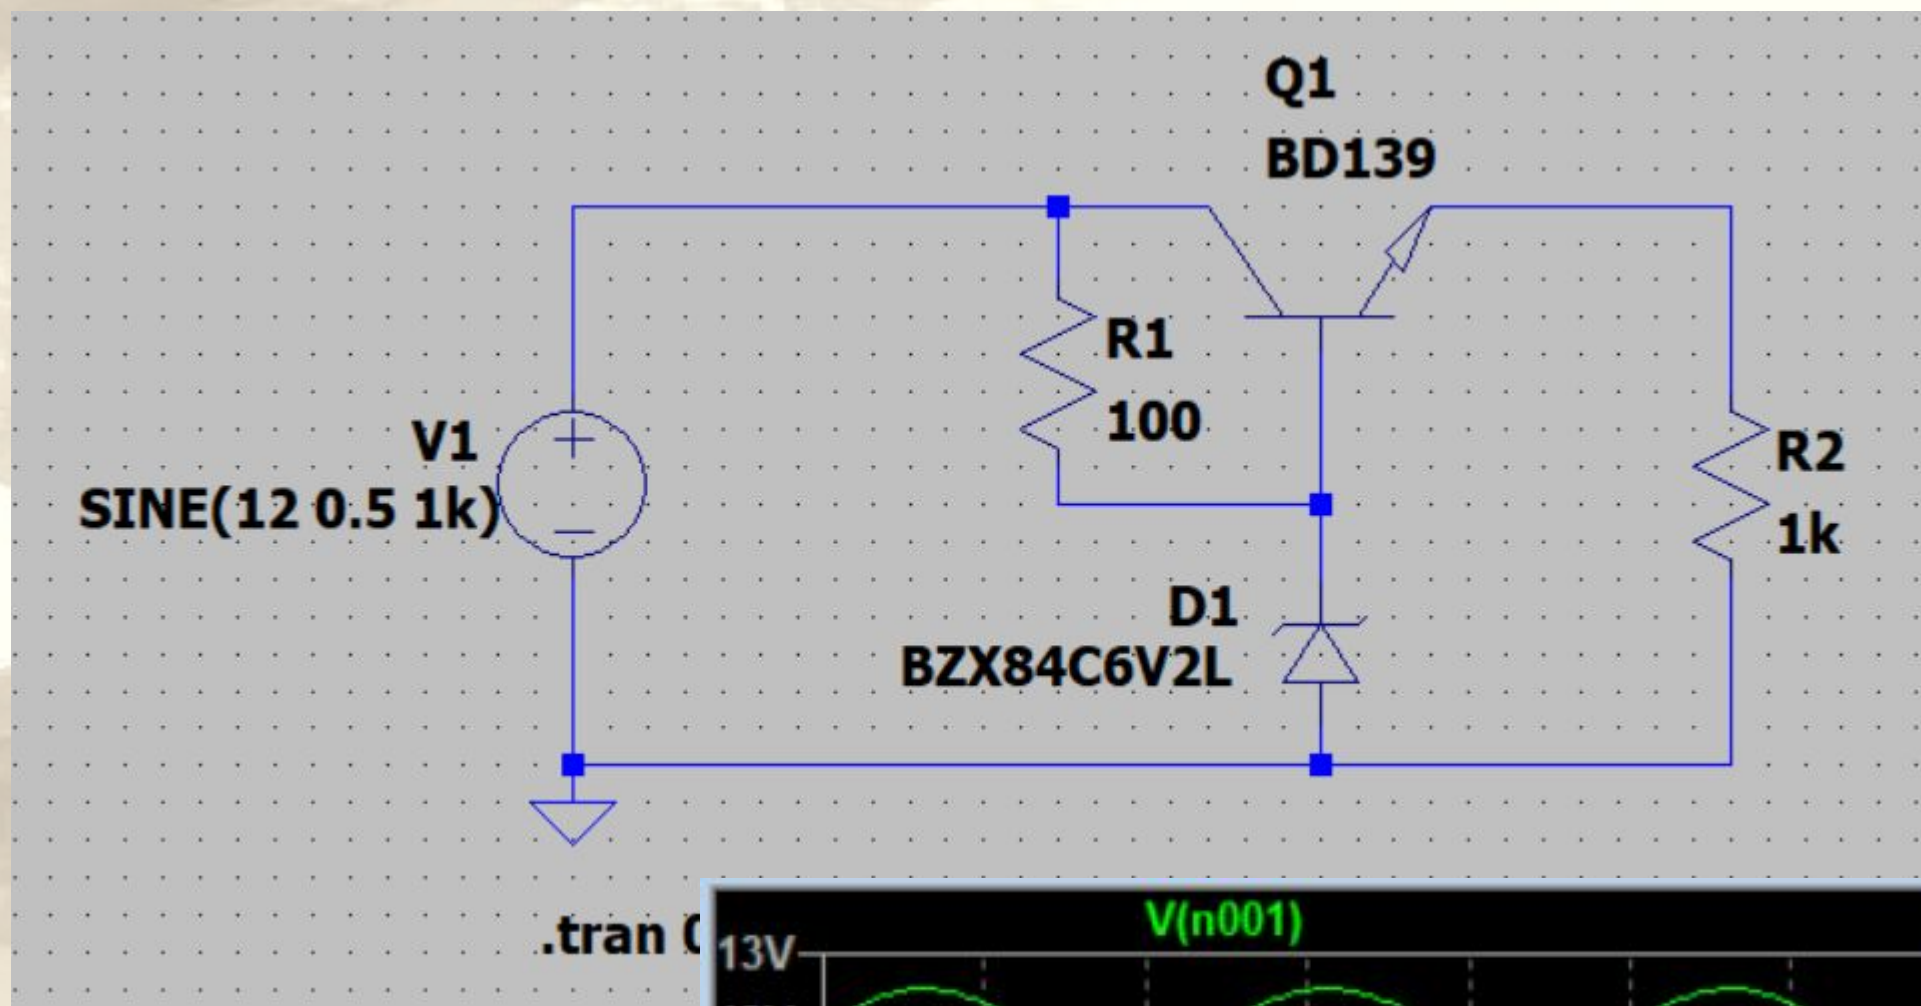 Q1
BD139
R1
100
V1
SINE(12 0.5 1k)
R2
1k
D1
BZX84C6V2L
.tran
V(n001)
13V